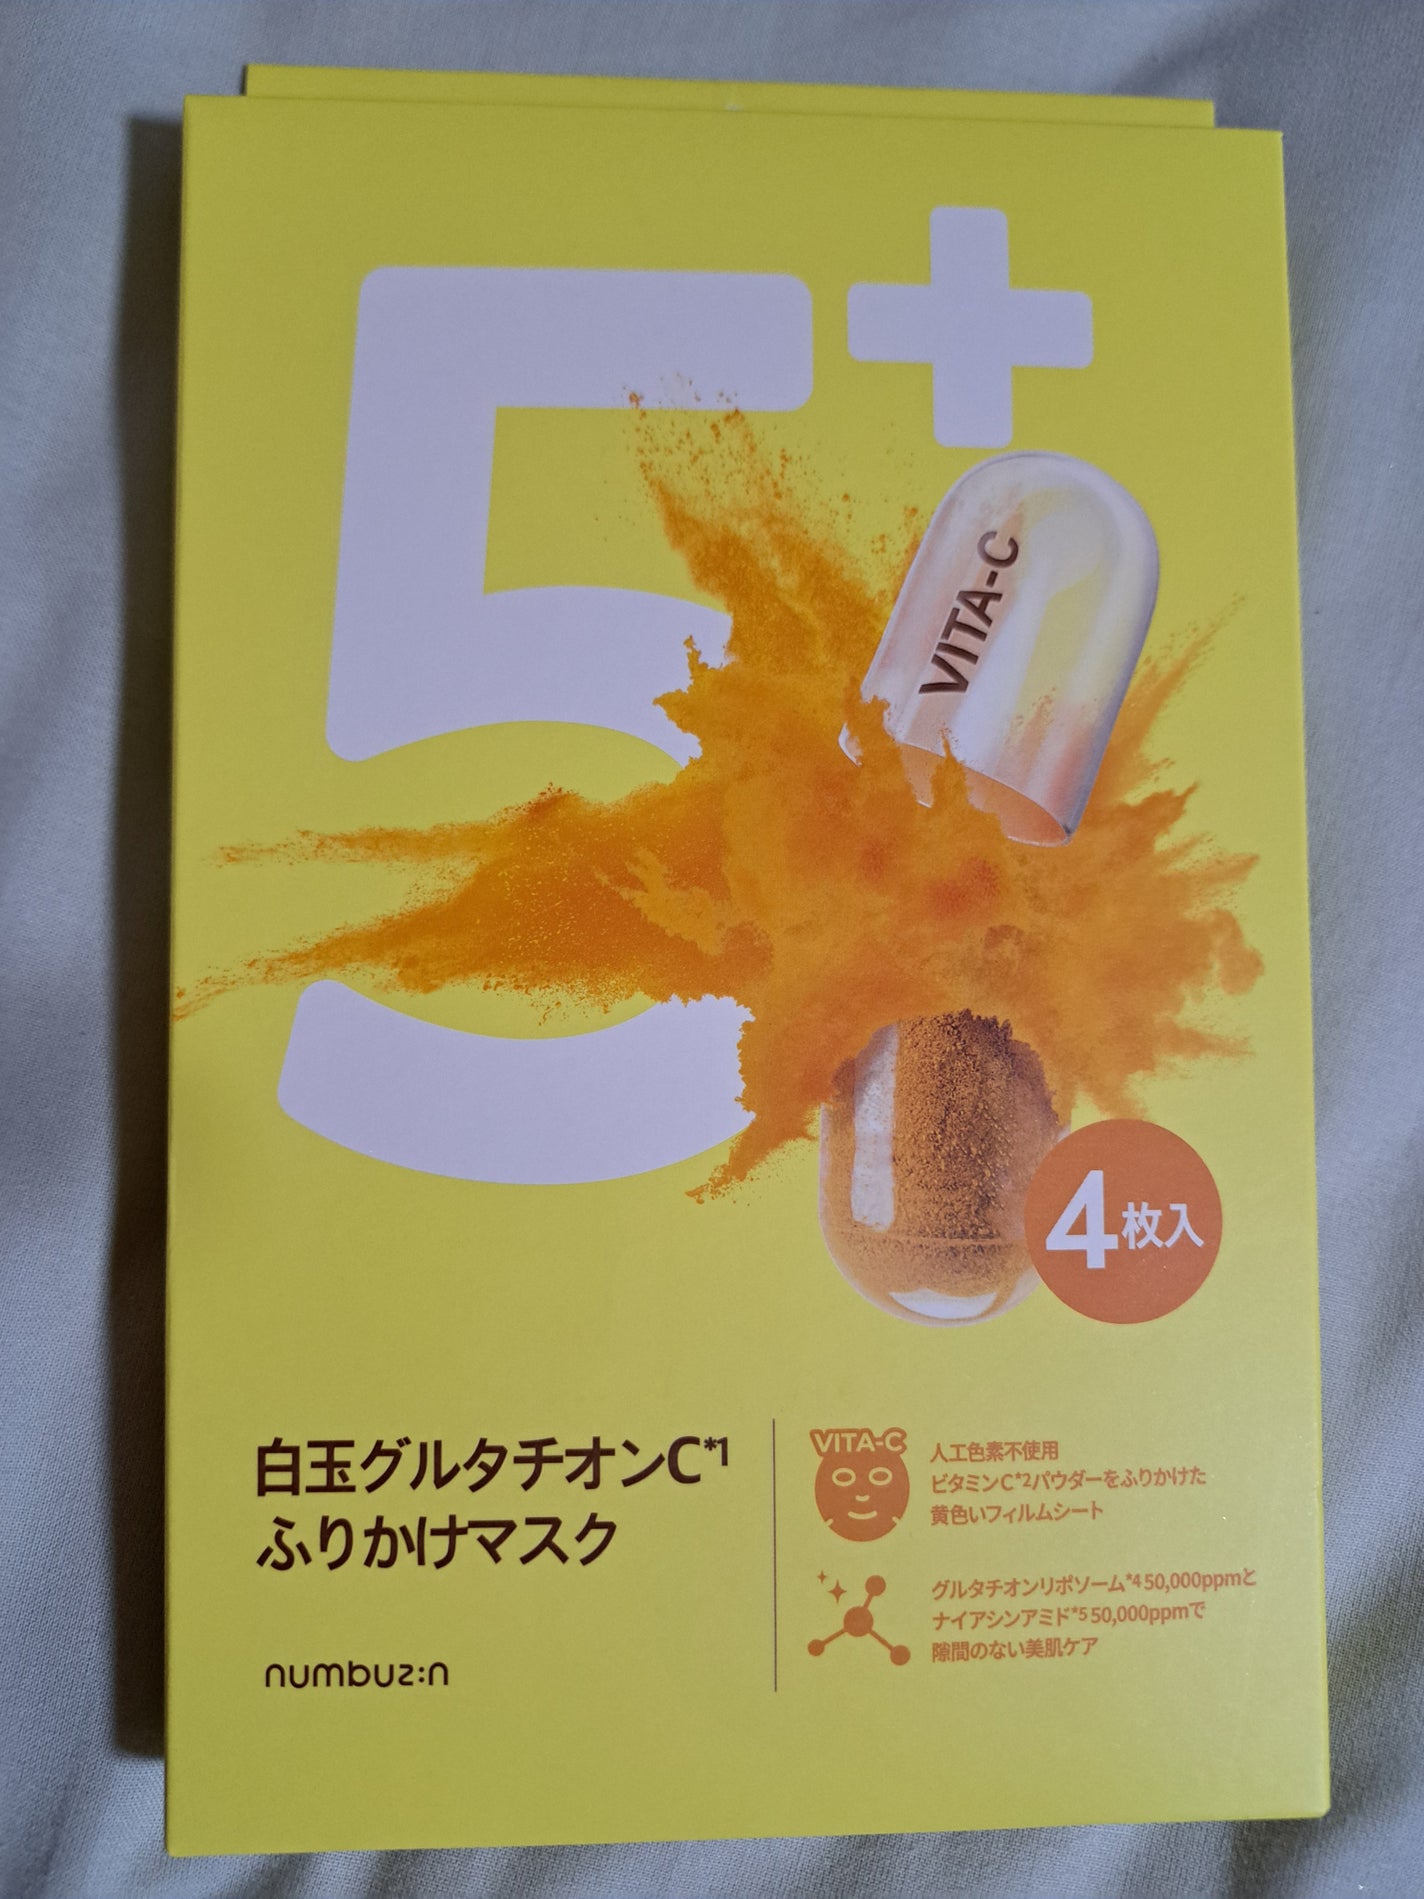 5+
VITA-C
4枚入
白玉グルタチオンC*1
ふりかけマスク
numbuz:n
VITA-C
人工色素不使用
ビタミンC*2パウダーをふりかけた
黄色いフィルムシート
グルタチオンリポソーム*4 50,000ppmと
ナイアシンアミド*5 50,000ppmで
隙間のない美肌ケア